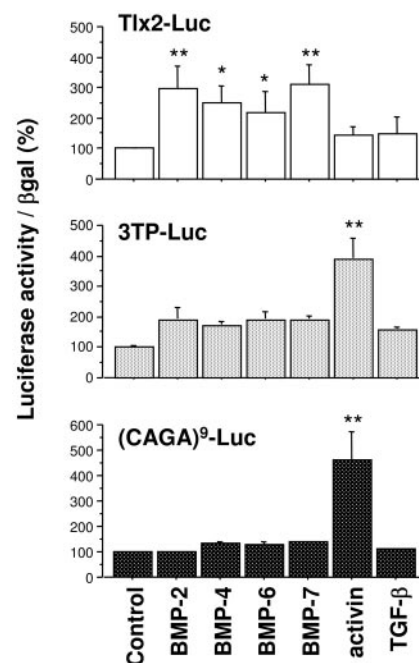 Tlx2-Luc
** * * **
500
400
300
200
100
0
3TP-Luc
**
500
400
300
200
100
0
(CAGA)⁹-Luc
**
600
500
400
300
200
100
0
Luciferase activity / βgal (%)
Control
BMP-2
BMP-4
BMP-6
BMP-7
activin
TGF-β